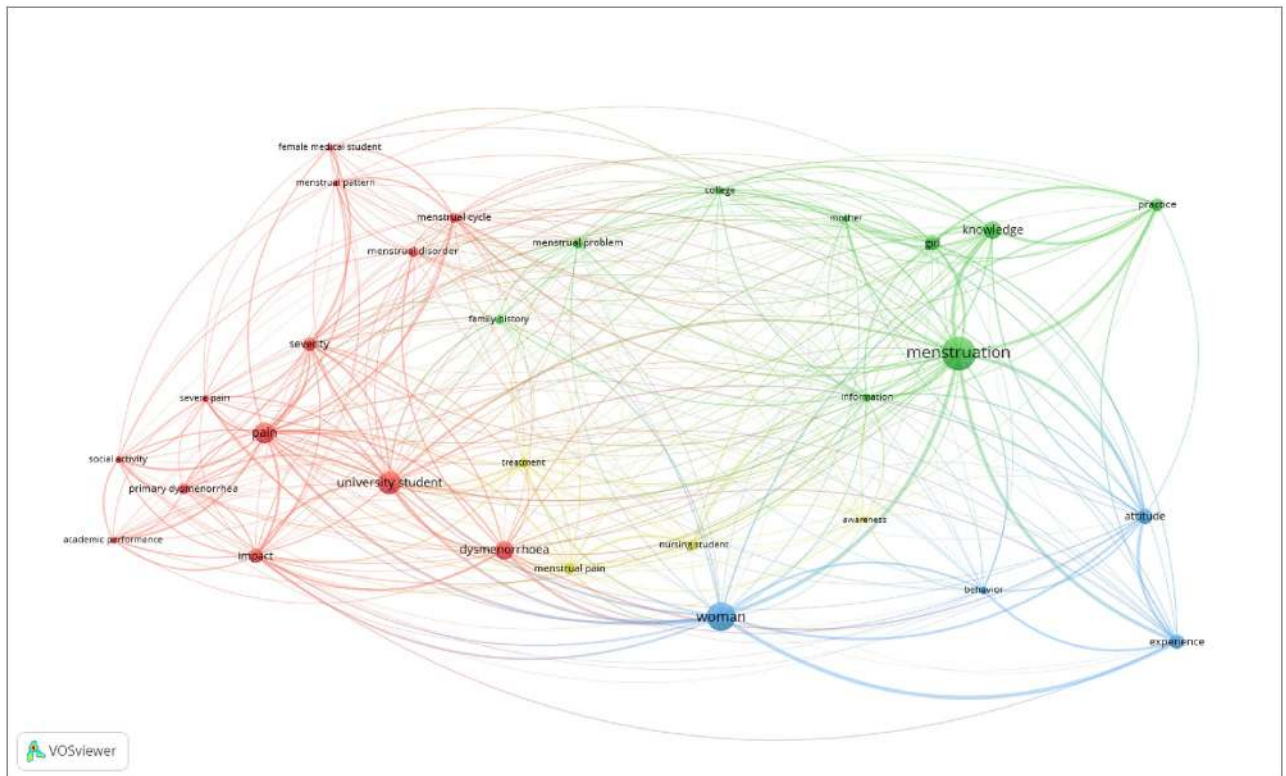 female medical student
menstrual pattern
college
practice
menstrual cycle
mother
knowledge
menstrual disorder
menstrual problem
girl
family history
severity
menstruation
severe pain
information
pain
social activity
treatment
university student
primary dysmenorrhea
attitude
awareness
academic performance
nursing student
impact
dysmenorrhoea
menstrual pain
behavior
woman
experience
VOSviewer